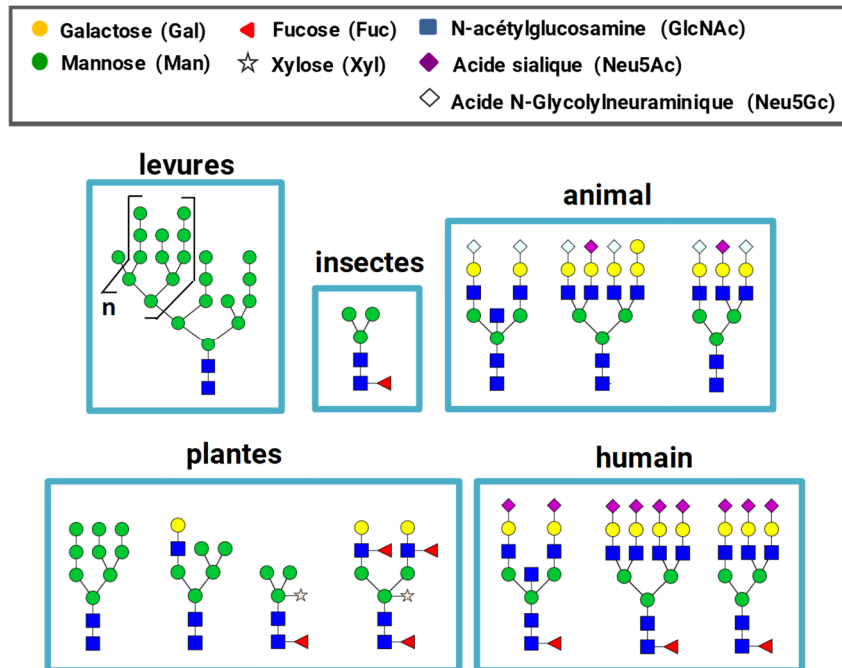 Galactose (Gal)
Fucose (Fuc)
N-acétylglucosamine (GlcNAc)
Mannose (Man)
Xylose (Xyl)
Acide sialique (Neu5Ac)
Acide N-Glycolylneuraminique (Neu5Gc)
levures
animal
insectes
n
plantes
humain